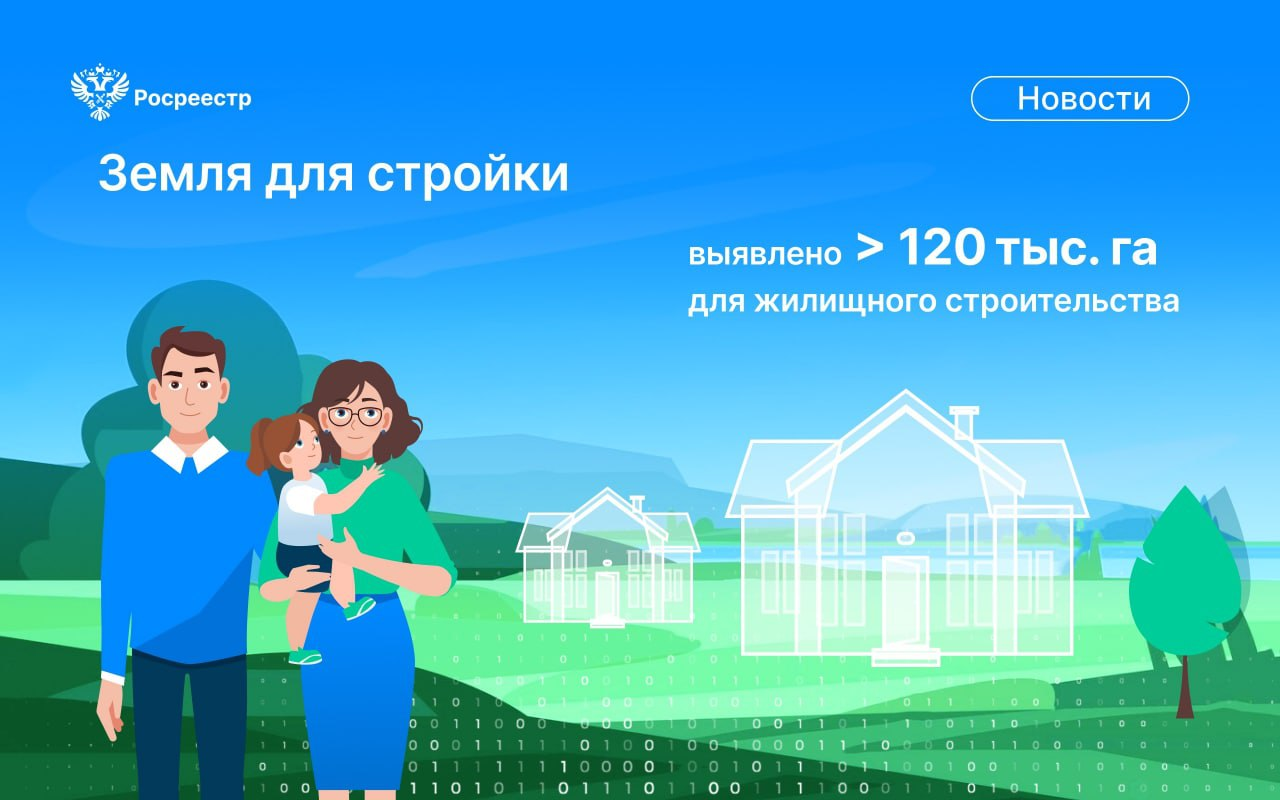 Росреестр
Новости
Земля для стройки
выявлено > 120 тыс. га
для жилищного строительства